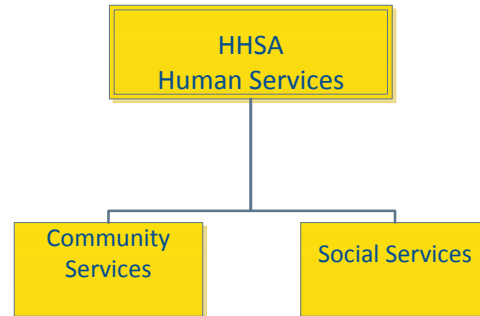 HHSA
Human Services
Community
Services
Social Services